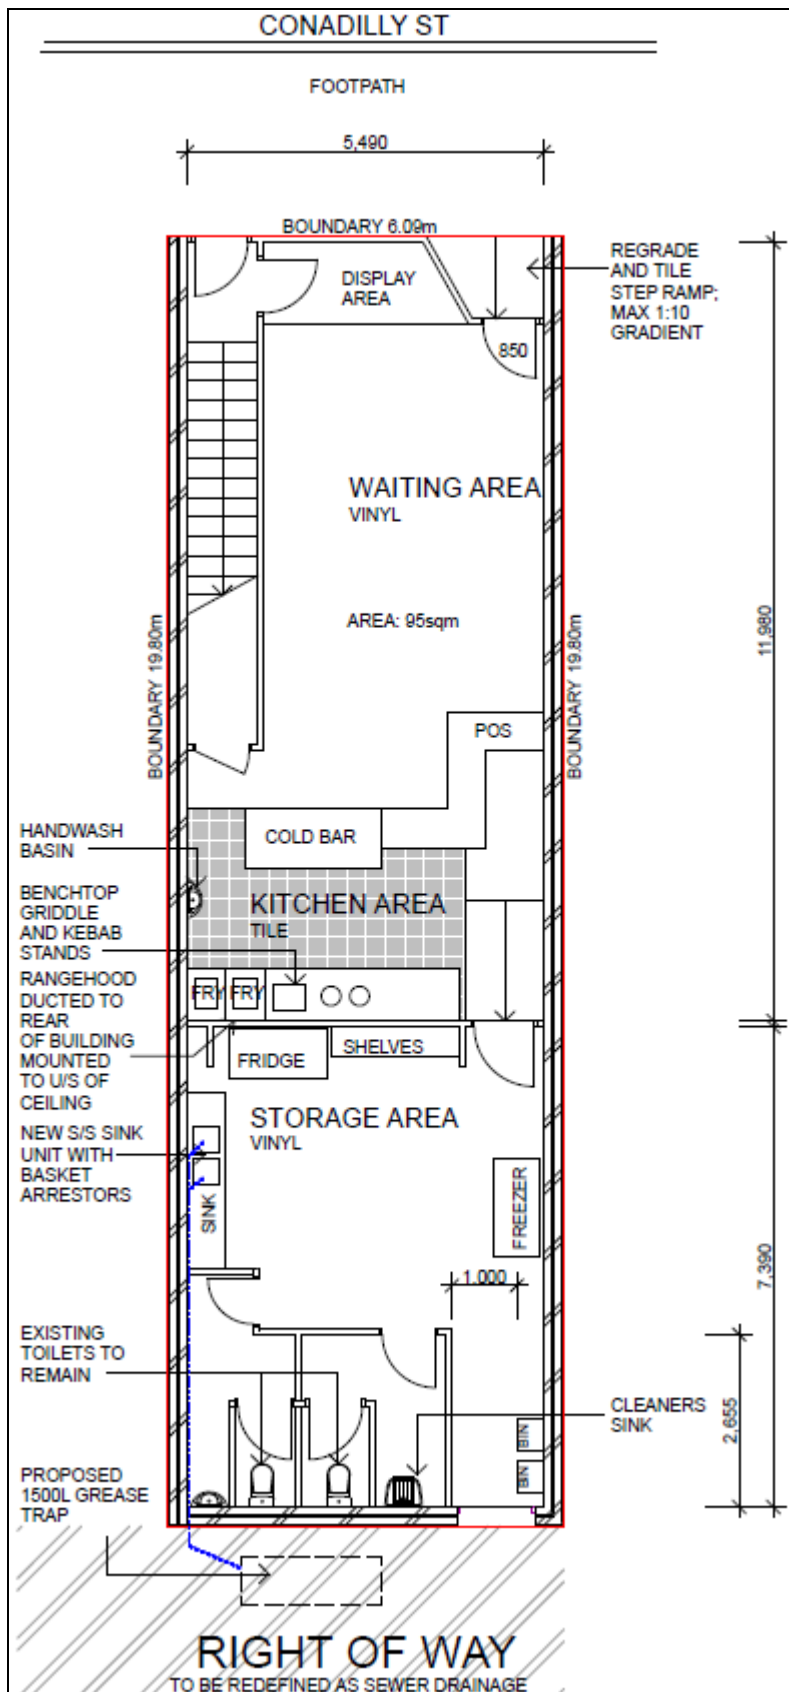 CONADILLY ST
FOOTPATH
5,490
BOUNDARY 6.09m
DISPLAY
AREA
850
REGRADE
AND TILE
STEP RAMP;
MAX 1:10
GRADIENT
WAITING AREA
VINYL
AREA: 95sqm
BOUNDARY 19.80m
BOUNDARY 19.80m
11,980
POS
COLD BAR
HANDWASH
BASIN
KITCHEN AREA
TILE
BENCHTOP
GRIDDLE
AND KEBAB
STANDS
FRY
FRY
RANGEHOOD
DUCTED TO
REAR
OF BUILDING
MOUNTED
TO U/S OF
CEILING
FRIDGE
SHELVES
STORAGE AREA
VINYL
NEW S/S SINK
UNIT WITH
BASKET
ARRESTORS
SINK
FREEZER
1,000
7,390
EXISTING
TOILETS TO
REMAIN
2,655
CLEANERS
SINK
BIN
BIN
PROPOSED
1500L GREASE
TRAP
RIGHT OF WAY
TO BE REDEFINED AS SEWER DRAINAGE